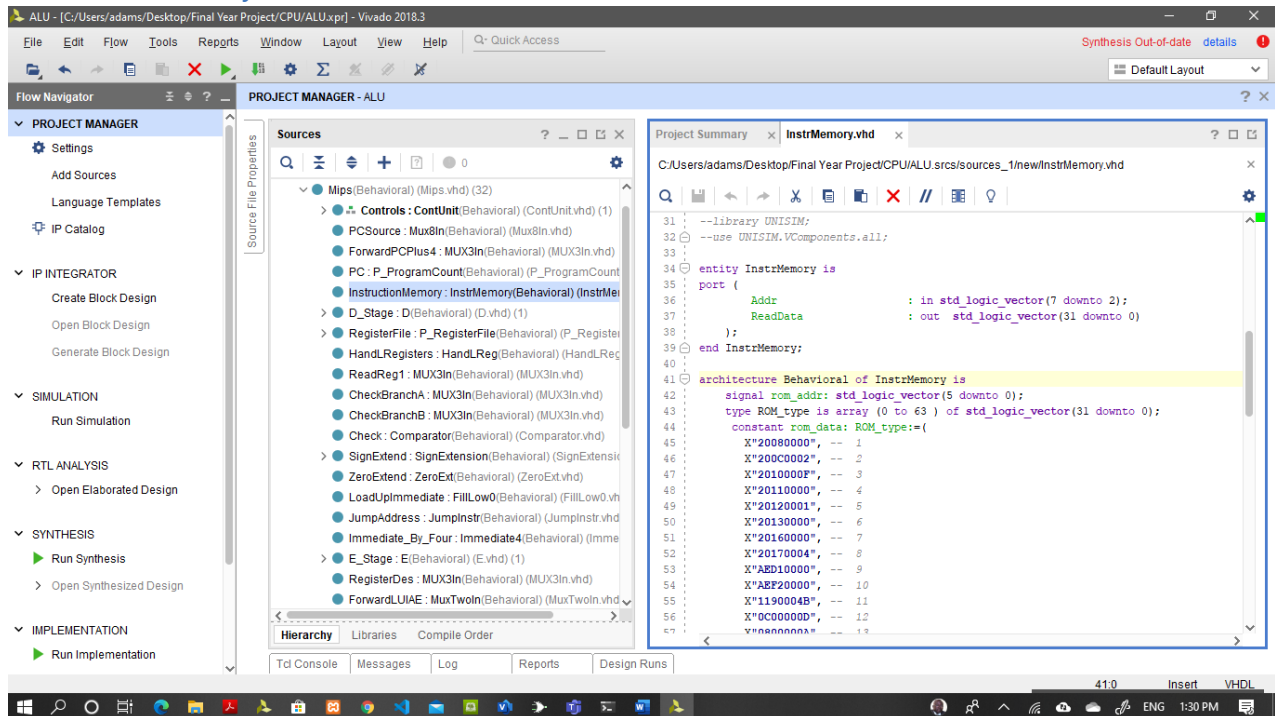 ALU - [C:/Users/adams/Desktop/Final Year Project/CPU/ALU.xpr] - Vivado 2018.3
File Edit Flow Tools Reports Window Layout View Help Q- Quick Access
Synthesis Out-of-date details
Default Layout
Flow Navigator
PROJECT MANAGER
Settings
Add Sources
Language Templates
IP Catalog
IP INTEGRATOR
Create Block Design
Open Block Design
Generate Block Design
SIMULATION
Run Simulation
RTL ANALYSIS
Open Elaborated Design
SYNTHESIS
Run Synthesis
Open Synthesized Design
IMPLEMENTATION
Run Implementation
PROJECT MANAGER - ALU
Source File Properties
Sources
0
Mips(Behavioral) (Mips.vhd) (32)
Controls : ContUnit(Behavioral) (ContUnit.vhd) (1)
PCSource : Mux8In(Behavioral) (Mux8In.vhd)
ForwardPCPlus4 : MUX3In(Behavioral) (MUX3In.vhd)
PC : P_ProgramCount(Behavioral) (P_ProgramCount
InstructionMemory : InstrMemory(Behavioral) (InstrMe
D_Stage : D(Behavioral) (D.vhd) (1)
RegisterFile : P_RegisterFile(Behavioral) (P_Register
HandLRegisters : HandLReg(Behavioral) (HandLReg
ReadReg1 : MUX3In(Behavioral) (MUX3In.vhd)
CheckBranchA : MUX3In(Behavioral) (MUX3In.vhd)
CheckBranchB : MUX3In(Behavioral) (MUX3In.vhd)
Check : Comparator(Behavioral) (Comparator.vhd)
SignExtend : SignExtension(Behavioral) (SignExtensio
ZeroExtend : ZeroExt(Behavioral) (ZeroExt.vhd)
LoadUpImmediate : FillLow0(Behavioral) (FillLow0.vh
JumpAddress : JumpInstr(Behavioral) (JumpInstr.vhd
Immediate_By_Four : Immediate4(Behavioral) (Imme
E_Stage : E(Behavioral) (E.vhd) (1)
RegisterDes : MUX3In(Behavioral) (MUX3In.vhd)
ForwardLUIAE : MuxTwoIn(Behavioral) (MuxTwoIn.vhd
Hierarchy Libraries Compile Order
Tcl Console Messages Log Reports Design Runs
Project Summary InstrMemory.vhd
C:/Users/adams/Desktop/Final Year Project/CPU/ALU.srcs/sources_1/new/InstrMemory.vhd
31 --library UNISIM;
32 --use UNISIM.VComponents.all;
33
34 entity InstrMemory is
35 port (
36 Addr : in std_logic_vector(7 downto 2);
37 ReadData : out std_logic_vector(31 downto 0)
38 );
39 end InstrMemory;
40
41 architecture Behavioral of InstrMemory is
42 signal rom_addr: std_logic_vector(5 downto 0);
43 type ROM_type is array (0 to 63 ) of std_logic_vector(31 downto 0);
44 constant rom_data: ROM_type:=(
45 X"20080000", -- 1
46 X"200C0002", -- 2
47 X"2010000F", -- 3
48 X"20110000", -- 4
49 X"20120001", -- 5
50 X"20130000", -- 6
51 X"20160000", -- 7
52 X"20170004", -- 8
53 X"AED10000", -- 9
54 X"AEF20000", -- 10
55 X"1190004B", -- 11
56 X"0C00000D", -- 12
57 X"0800000A", -- 13
41:0 Insert VHDL
ENG 1:30 PM